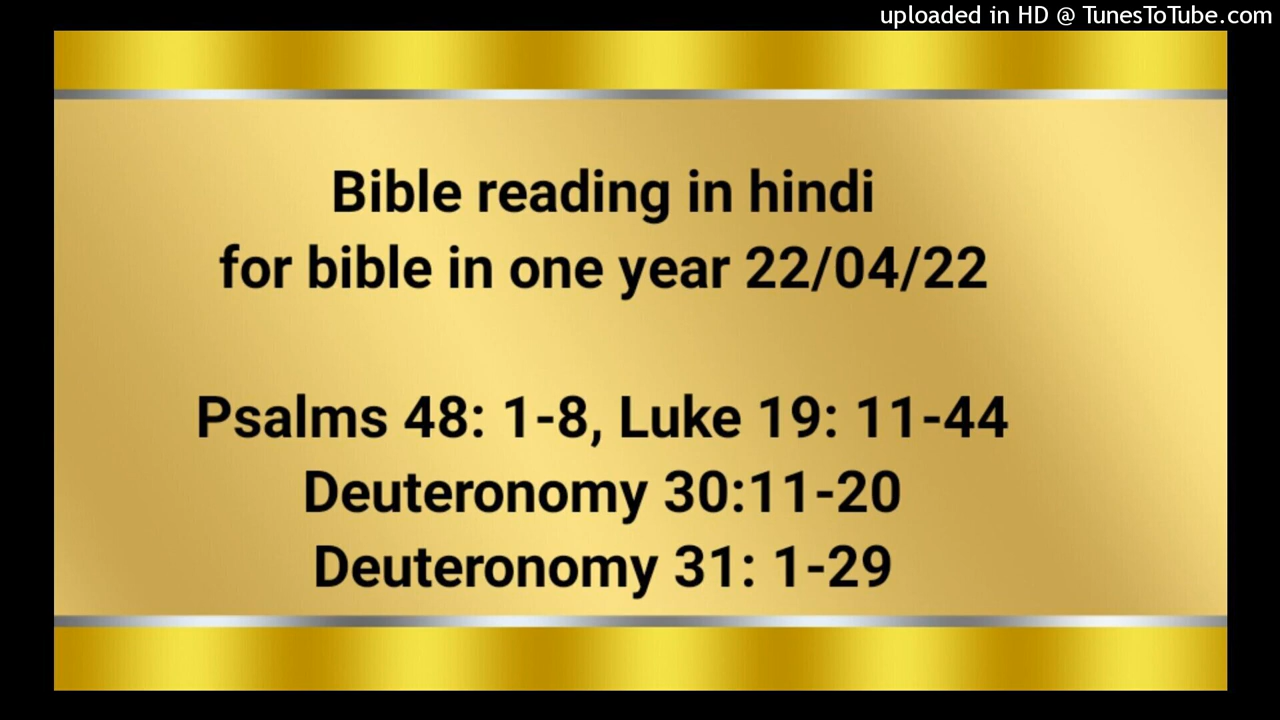 uploaded in HD @ TunesToTube.com
Bible reading in hindi
for bible in one year 22/04/22
Psalms 48: 1-8, Luke 19: 11-44
Deuteronomy 30:11-20
Deuteronomy 31: 1-29